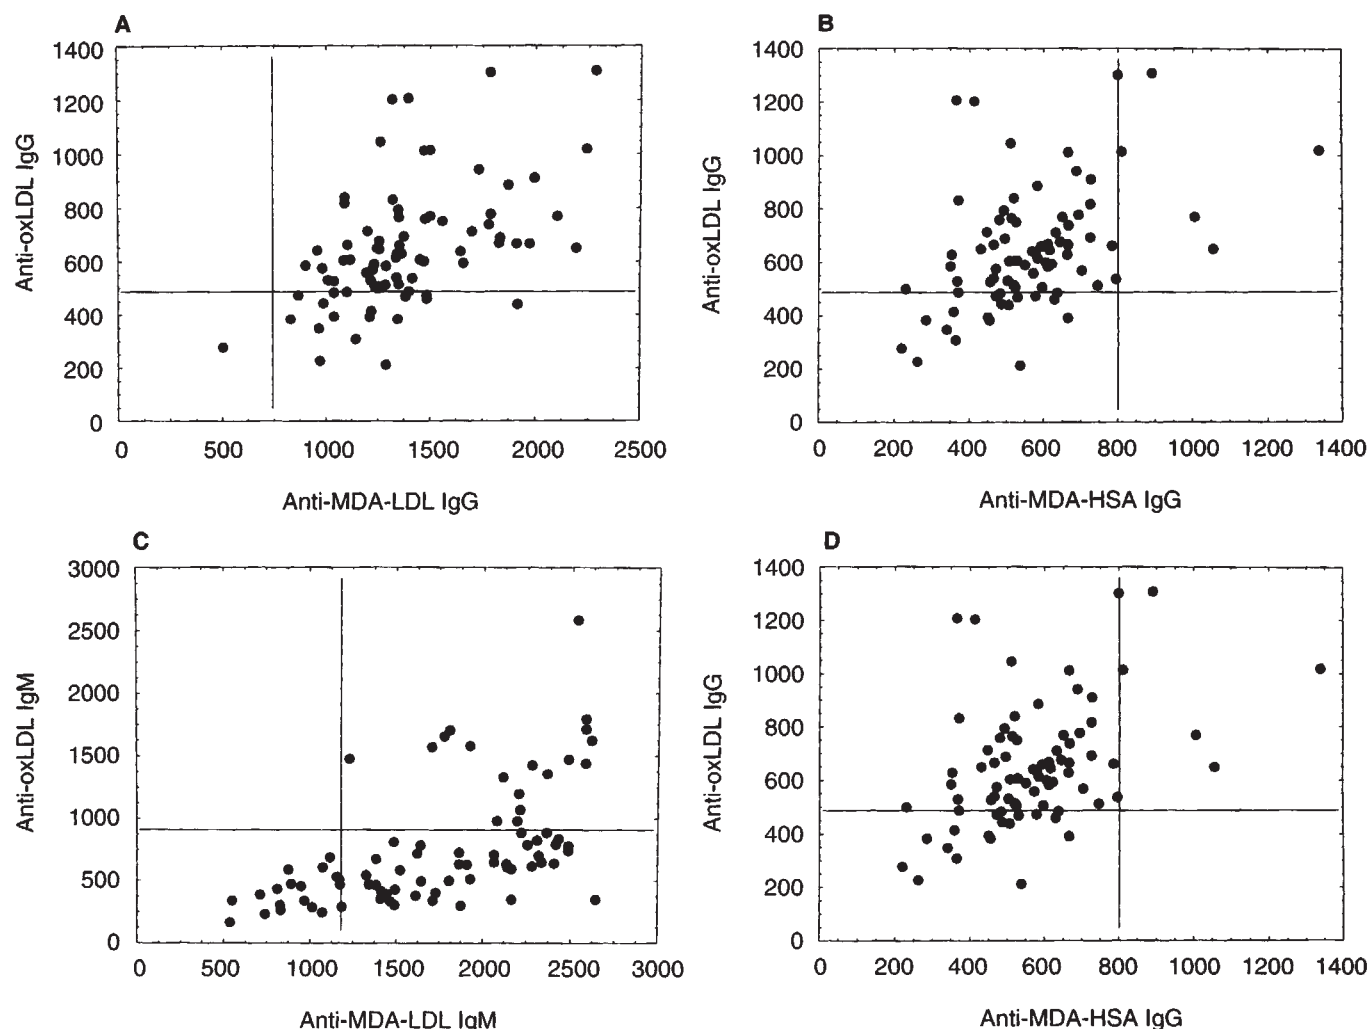 A
1400
1200
1000
800
600
400
200
0
Anti-oxLDL IgG
0 500 1000 1500 2000 2500
Anti-MDA-LDL IgG
B
1400
1200
1000
800
600
400
200
0
Anti-oxLDL IgG
0 200 400 600 800 1000 1200 1400
Anti-MDA-HSA IgG
C
3000
2500
2000
1500
1000
500
0
Anti-oxLDL IgM
0 500 1000 1500 2000 2500 3000
Anti-MDA-LDL IgM
D
1400
1200
1000
800
600
400
200
0
Anti-oxLDL IgG
0 200 400 600 800 1000 1200 1400
Anti-MDA-HSA IgG